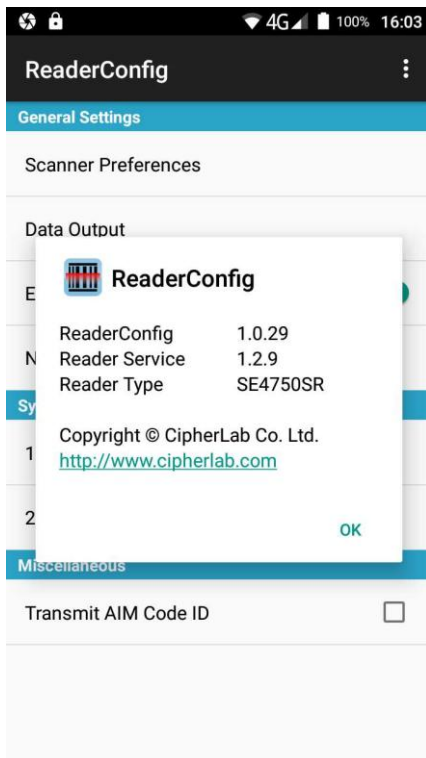 4G 100% 16:03
ReaderConfig
General Settings
Scanner Preferences
Data Output
ReaderConfig
ReaderConfig 1.0.29
Reader Service 1.2.9
Reader Type SE4750SR
Copyright © CipherLab Co. Ltd.
http://www.cipherlab.com
OK
Miscellaneous
Transmit AIM Code ID